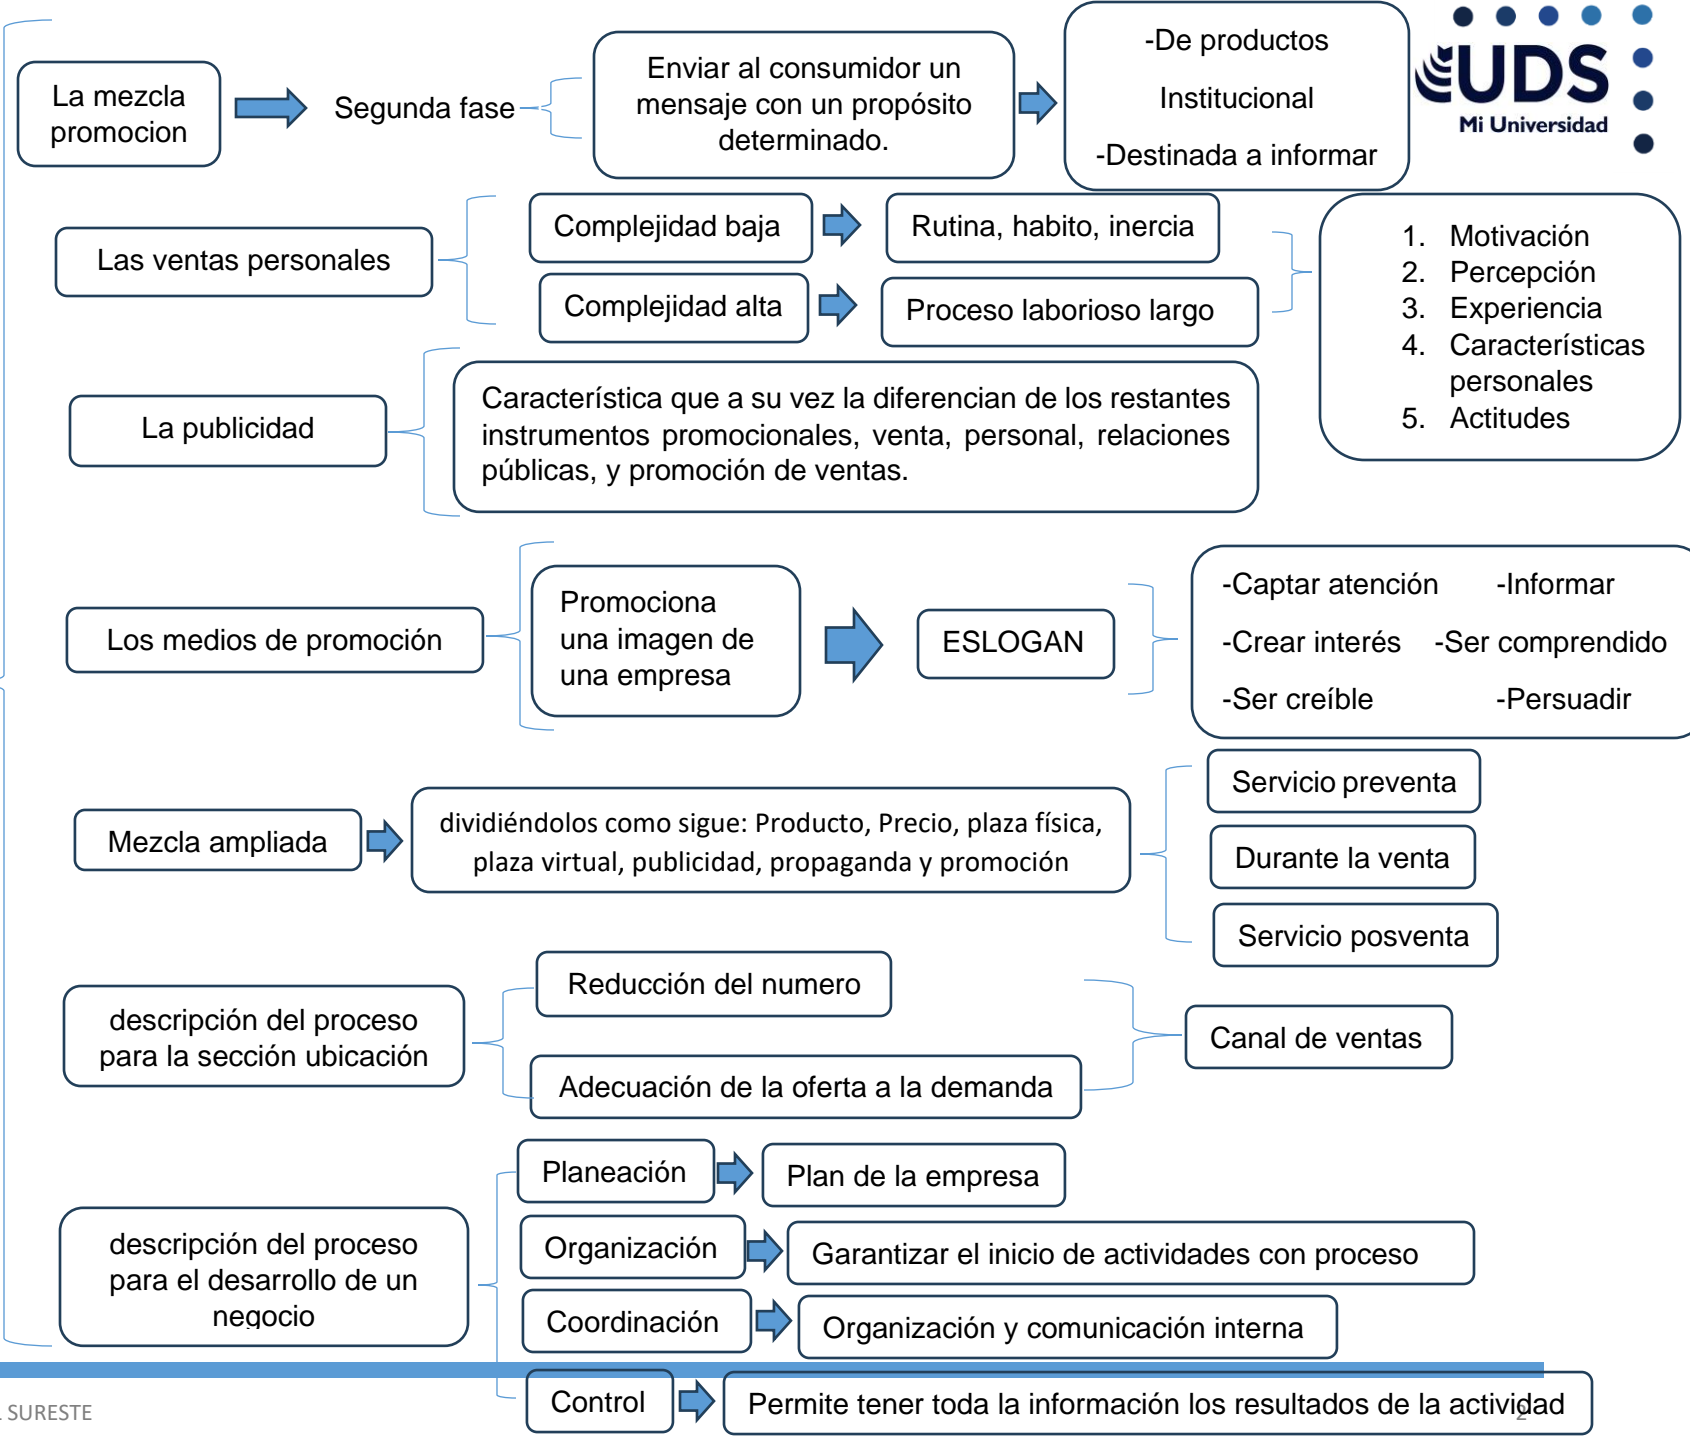 La mezcla
promocion
Segunda fase
Enviar al consumidor un
mensaje con un propósito
determinado.
-De productos
Institucional
-Destinada a informar
UDS
Mi Universidad
Las ventas personales
Complejidad baja
Rutina, habito, inercia
Complejidad alta
Proceso laborioso largo
1. Motivación
2. Percepción
3. Experiencia
4. Características
personales
5. Actitudes
La publicidad
Característica que a su vez la diferencian de los restantes
instrumentos promocionales, venta, personal, relaciones
públicas, y promoción de ventas.
Los medios de promoción
Promociona
una imagen de
una empresa
ESLOGAN
-Captar atención -Informar
-Crear interés -Ser comprendido
-Ser creíble -Persuadir
Mezcla ampliada
dividiéndolos como sigue: Producto, Precio, plaza física,
plaza virtual, publicidad, propaganda y promoción
Servicio preventa
Durante la venta
Servicio posventa
descripción del proceso
para la sección ubicación
Reducción del numero
Adecuación de la oferta a la demanda
Canal de ventas
descripción del proceso
para el desarrollo de un
negocio
Planeación
Plan de la empresa
Organización
Garantizar el inicio de actividades con proceso
Coordinación
Organización y comunicación interna
Control
Permite tener toda la información los resultados de la actividad
SURESTE
2